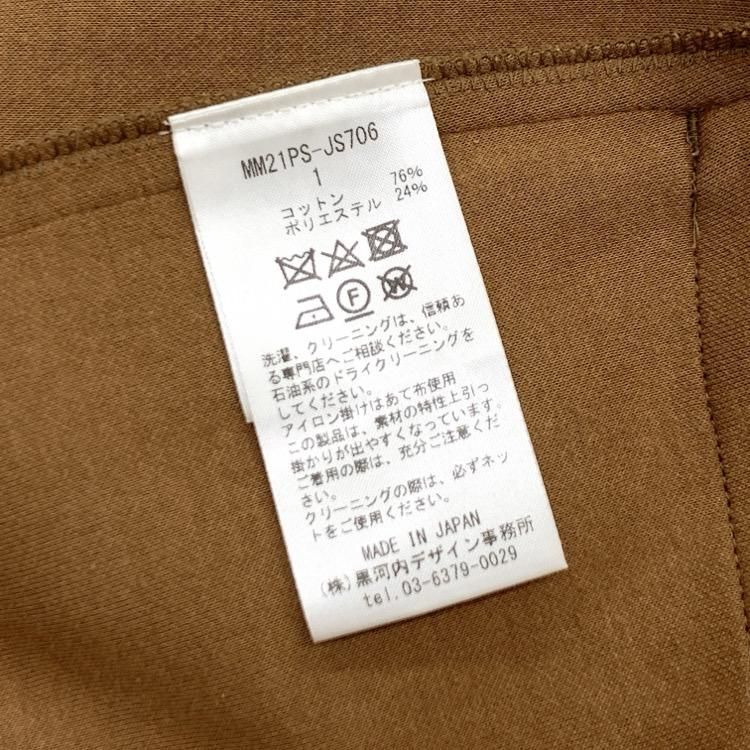 MM21PS-JS706
1
コットン 76%
ポリエステル 24%
F
W
洗濯、クリーニングは、信頼あ
る専門店へご相談ください。
石油系のドライクリーニングを
してください。
アイロン掛けはあて布使用
この製品は、素材の特性上引っ
掛かりが出やすくなっています。
ご着用の際は、充分ご注意くだ
さい。
クリーニングの際は、必ずネッ
トをご使用ください。
MADE IN JAPAN
(株)黒河内デザイン事務所
tel.03-6379-0029